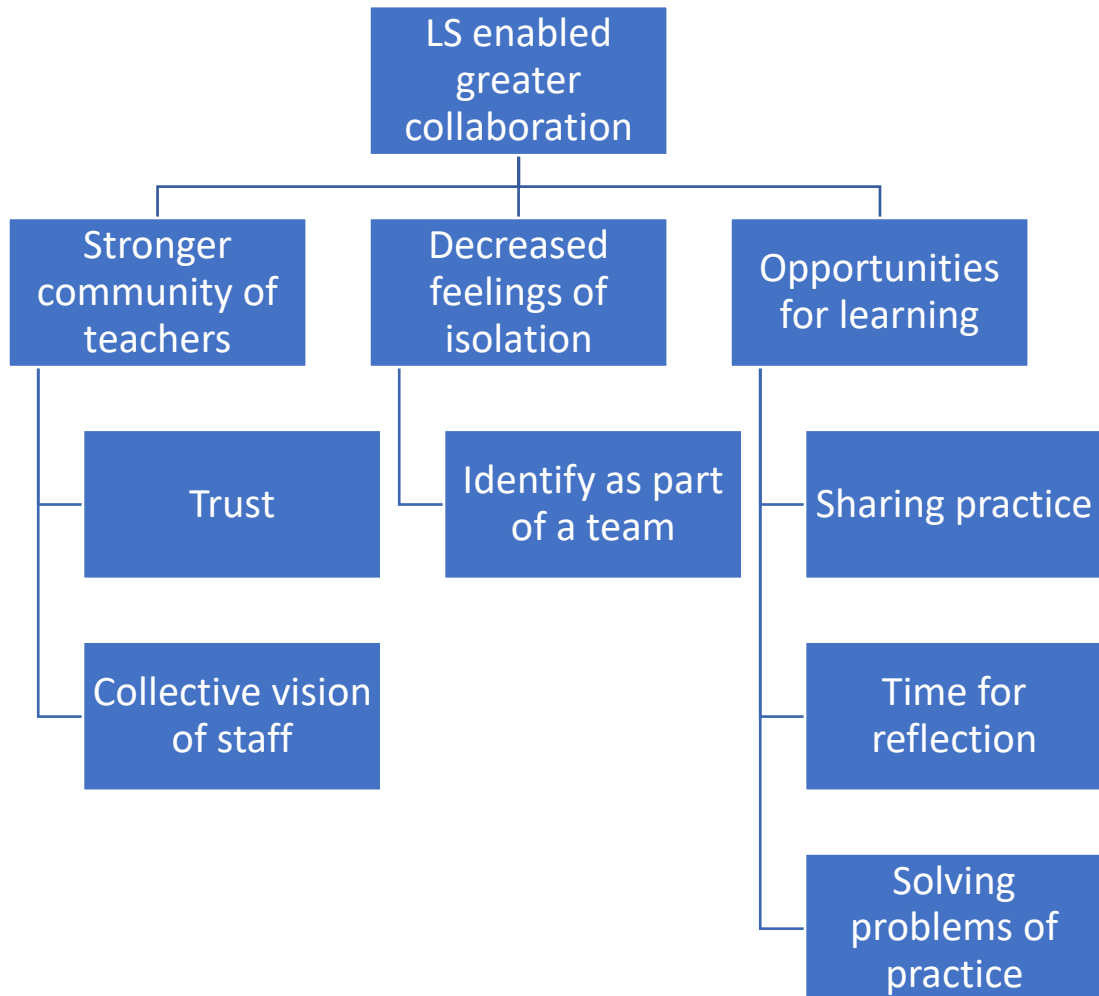 LS enabled
greater
collaboration
Stronger
community of
teachers
Decreased
feelings of
isolation
Opportunities
for learning
Trust
Identify as part
of a team
Sharing practice
Collective vision
of staff
Time for
reflection
Solving
problems of
practice